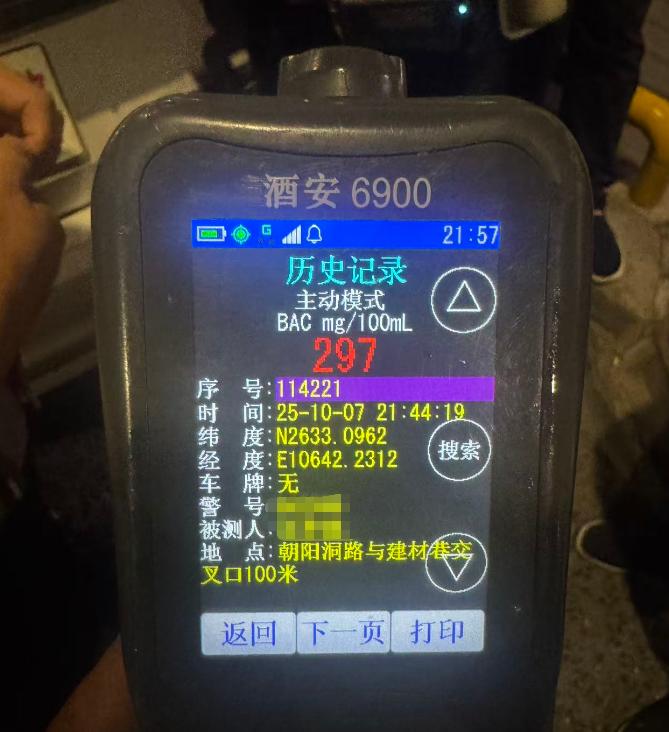 酒安 6900
G 21:57
历史记录
主动模式
BAC mg/100mL
297
序 号:114221
时 间:25-10-07 21:44:19
纬 度:N2633.0962
经 度:E10642.2312
搜索
车 牌:无
警 号:
被测人:
地 点:朝阳洞路与建材巷交
叉口100米
返回 下一页 打印